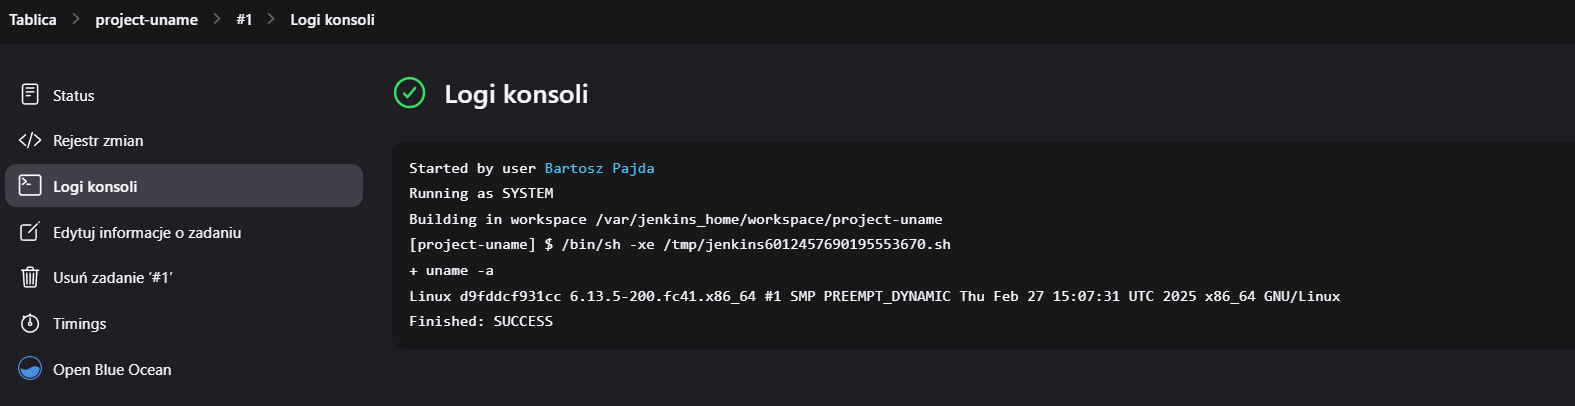 Tablica > project-uname > #1 > Logi konsoli
Status
Rejestr zmian
Logi konsoli
Edytuj informacje o zadaniu
Usuń zadanie ‘#1’
Timings
Open Blue Ocean
Logi konsoli
Started by user Bartosz Pajda
Running as SYSTEM
Building in workspace /var/jenkins_home/workspace/project-uname
[project-uname] $ /bin/sh -xe /tmp/jenkins6012457690195553670.sh
+ uname -a
Linux d9fddcf931cc 6.13.5-200.fc41.x86_64 #1 SMP PREEMPT_DYNAMIC Thu Feb 27 15:07:31 UTC 2025 x86_64 GNU/Linux
Finished: SUCCESS